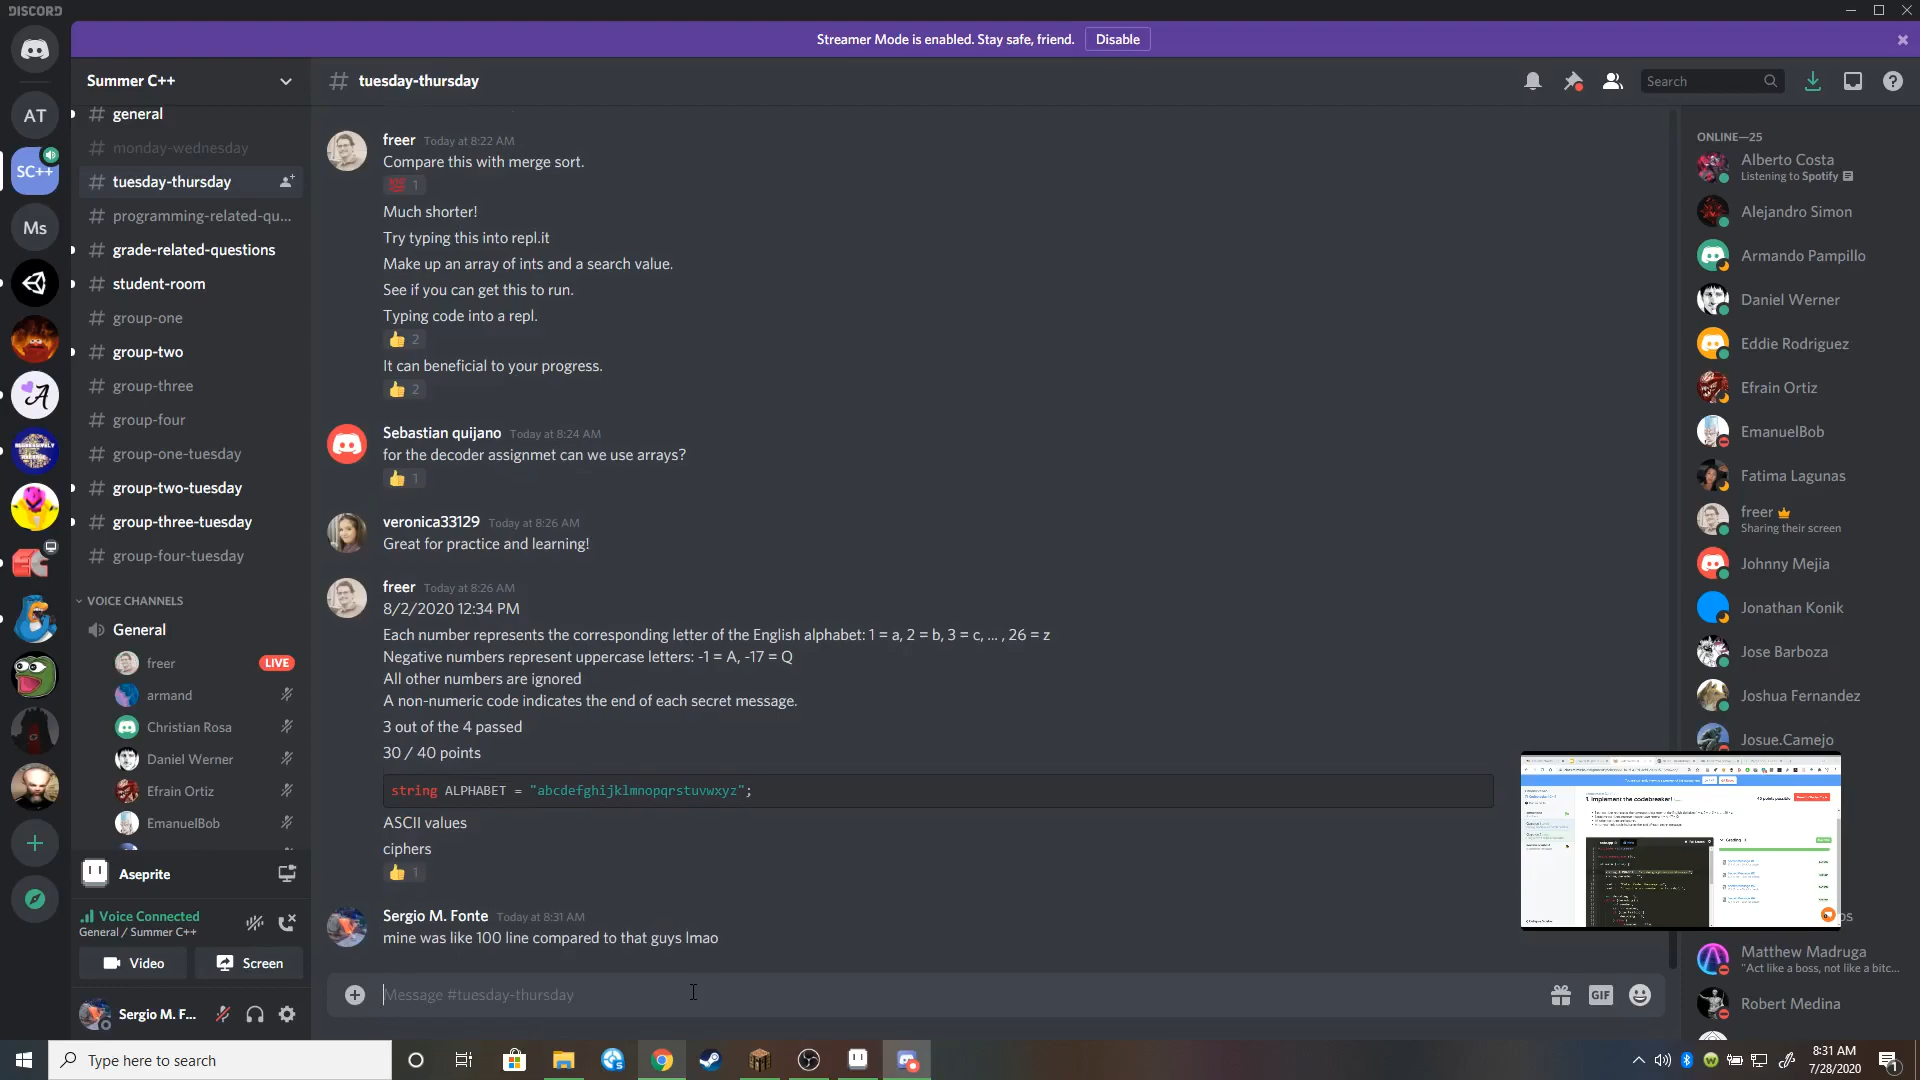 DISCORD
Streamer Mode is enabled. Stay safe, friend.
Disable
AT
SC++
Ms
Summer C++
general
monday-wednesday
tuesday-thursday
programming-related-qu...
grade-related-questions
student-room
group-one
group-two
group-three
group-four
group-one-tuesday
group-two-tuesday
group-three-tuesday
group-four-tuesday
VOICE CHANNELS
General
freer
LIVE
armand
Christian Rosa
Daniel Werner
Efrain Ortiz
EmanuelBob
Aseprite
Voice Connected
General / Summer C++
Video
Screen
Sergio M. F...
# tuesday-thursday
Search
freer Today at 8:22 AM
Compare this with merge sort.
1
Much shorter!
Try typing this into repl.it
Make up an array of ints and a search value.
See if you can get this to run.
Typing code into a repl.
2
It can beneficial to your progress.
2
Sebastian quijano Today at 8:24 AM
for the decoder assignmet can we use arrays?
1
veronica33129 Today at 8:26 AM
Great for practice and learning!
freer Today at 8:26 AM
8/2/2020 12:34 PM
Each number represents the corresponding letter of the English alphabet: 1 = a, 2 = b, 3 = c, ... , 26 = z
Negative numbers represent uppercase letters: -1 = A, -17 = Q
All other numbers are ignored
A non-numeric code indicates the end of each secret message.
3 out of the 4 passed
30 / 40 points
string ALPHABET = "abcdefghijklmnopqrstuvwxyz";
ASCII values
ciphers
1
Sergio M. Fonte Today at 8:31 AM
mine was like 100 line compared to that guys lmao
Message #tuesday-thursday
GIF
ONLINE—25
Alberto Costa
Listening to Spotify
Alejandro Simon
Armando Pampillo
Daniel Werner
Eddie Rodriguez
Efrain Ortiz
EmanuelBob
Fatima Lagunas
freer
Sharing their screen
Johnny Mejia
Jonathan Konik
Jose Barboza
Joshua Fernandez
Josue.Camejo
1. Implement the codebreaker!
Matthew Madruga
"Act like a boss, not like a bitc...
Robert Medina
Type here to search
8:31 AM
7/28/2020
1